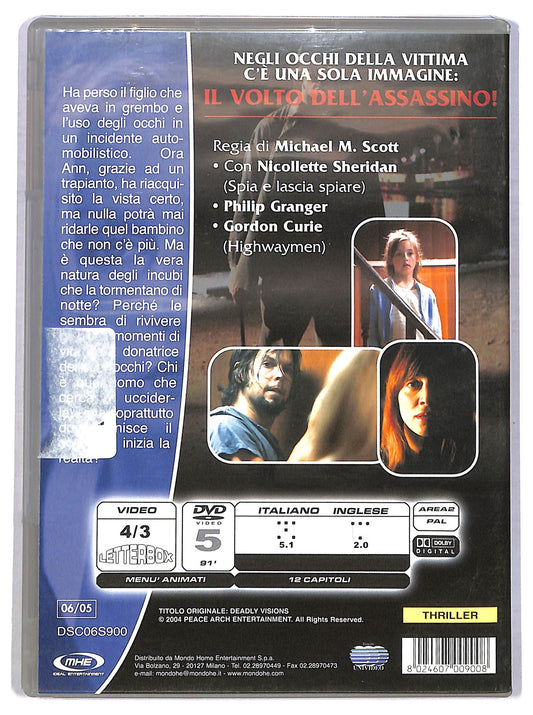 NEGLI OCCHI DELLA VITTIMA
C'È UNA SOLA IMMAGINE:
IL VOLTO DELL'ASSASSINO!
Ha perso il figlio che
aveva in grembo e
l'uso degli occhi in
un incidente auto-
mobilistico. Ora
Ann, grazie ad un
trapianto, ha riacqui-
sito la vista certo,
ma nulla potrà mai
ridarle quel bambino
che non c'è più. Ma
è questa la vera
natura degli incubi
che la tormentano di
notte? Perché le
sembra di rivivere
momenti di
donatrice
occhi? Chi
omo che
uccider-
oprattutto
isce il
inizia la
Regia di Michael M. Scott
• Con Nicollette Sheridan
(Spia e lascia spiare)
• Philip Granger
• Gordon Curie
(Highwaymen)
VIDEO
4/3
LETTERBOX
DVD
VIDEO
5
91'
MENU' ANIMATI
ITALIANO INGLESE
5.1 2.0
12 CAPITOLI
AREA2
PAL
DOLBY
DIGITAL
06/05
DSC06S900
TITOLO ORIGINALE: DEADLY VISIONS
© 2004 PEACE ARCH ENTERTAINMENT. All Rights Reserved.
THRILLER
MHE
IDEAL ENTERTAINMENT
Distribuito da Mondo Home Entertainment S.p.a.
Via Bolzano, 29 - 20127 Milano - Tel. 02.28970449 - Fax 02.28970473
e-mail: mondohe@mondohe.com - www.mondohe.com
UNIVIDEO
8 024607 009008